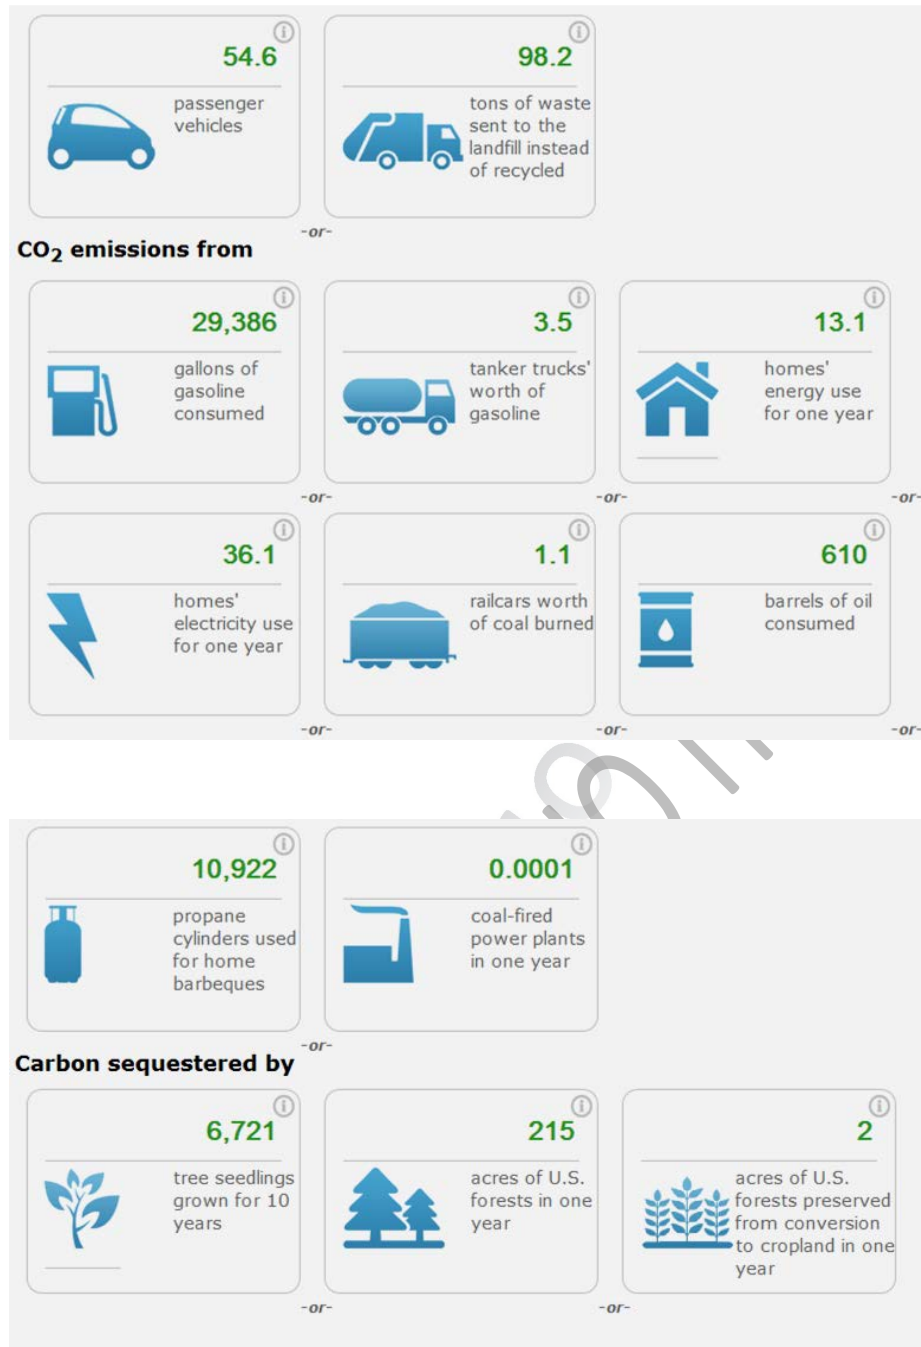 54.6
passenger
vehicles
98.2
tons of waste
sent to the
landfill instead
of recycled
-or-
CO₂ emissions from
29,386
gallons of
gasoline
consumed
3.5
tanker trucks'
worth of
gasoline
13.1
homes'
energy use
for one year
-or-
-or-
-or-
36.1
homes'
electricity use
for one year
1.1
railcars worth
of coal burned
610
barrels of oil
consumed
-or-
-or-
-or-
10,922
propane
cylinders used
for home
barbeques
0.0001
coal-fired
power plants
in one year
-or-
Carbon sequestered by
6,721
tree seedlings
grown for 10
years
215
acres of U.S.
forests in one
year
2
acres of U.S.
forests preserved
from conversion
to cropland in one
year
-or-
-or-